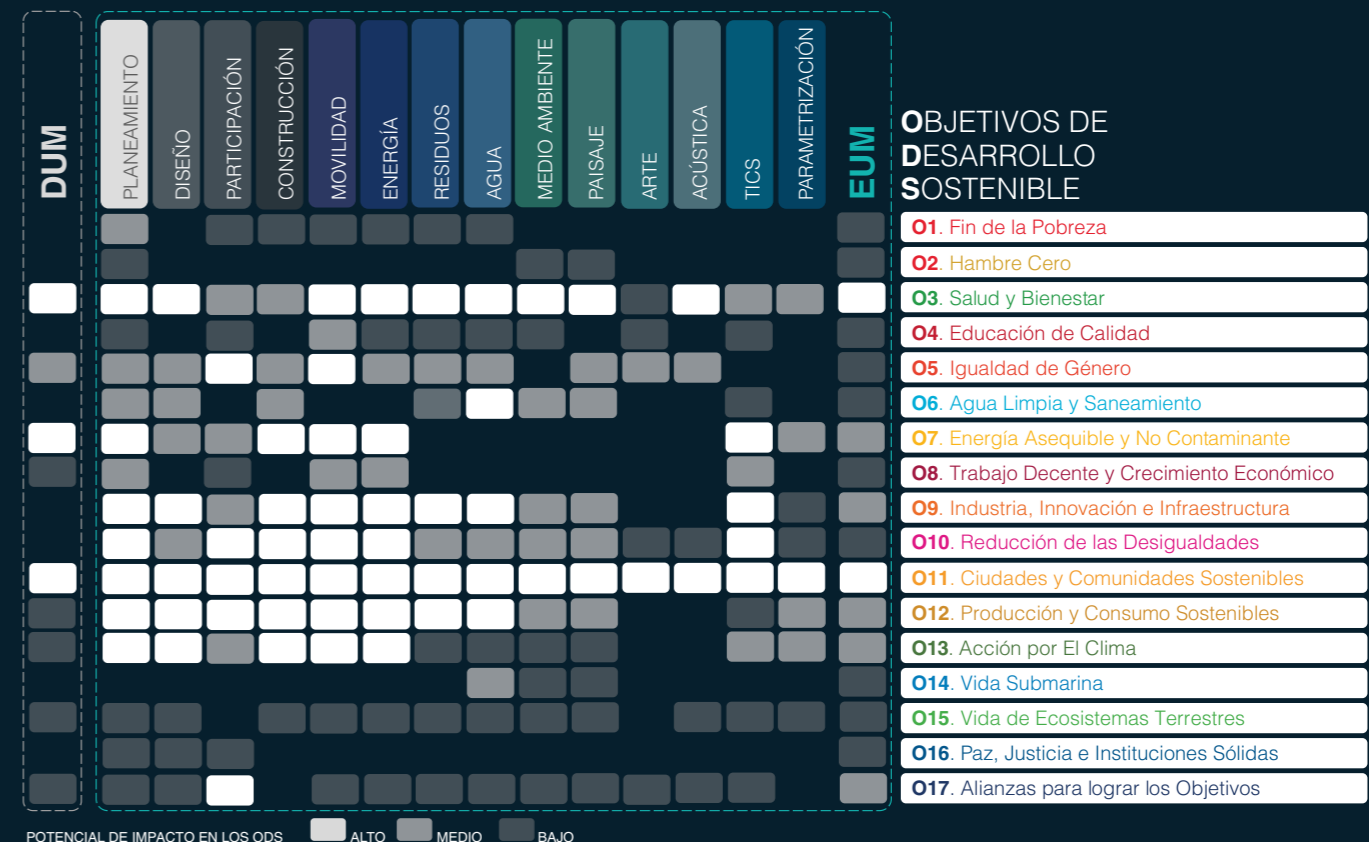 DUM
PLANEAMIENTO
DISEÑO
PARTICIPACIÓN
CONSTRUCCIÓN
MOVILIDAD
ENERGÍA
RESIDUOS
AGUA
MEDIO AMBIENTE
PAISAJE
ARTE
ACÚSTICA
TICS
PARAMETRIZACIÓN
EUM
OBJETIVOS DE
DESARROLLO
SOSTENIBLE
O1. Fin de la Pobreza
O2. Hambre Cero
O3. Salud y Bienestar
O4. Educación de Calidad
O5. Igualdad de Género
O6. Agua Limpia y Saneamiento
O7. Energía Asequible y No Contaminante
O8. Trabajo Decente y Crecimiento Económico
O9. Industria, Innovación e Infraestructura
O10. Reducción de las Desigualdades
O11. Ciudades y Comunidades Sostenibles
O12. Producción y Consumo Sostenibles
O13. Acción por El Clima
O14. Vida Submarina
O15. Vida de Ecosistemas Terrestres
O16. Paz, Justicia e Instituciones Sólidas
O17. Alianzas para lograr los Objetivos
POTENCIAL DE IMPACTO EN LOS ODS ALTO MEDIO BAJO